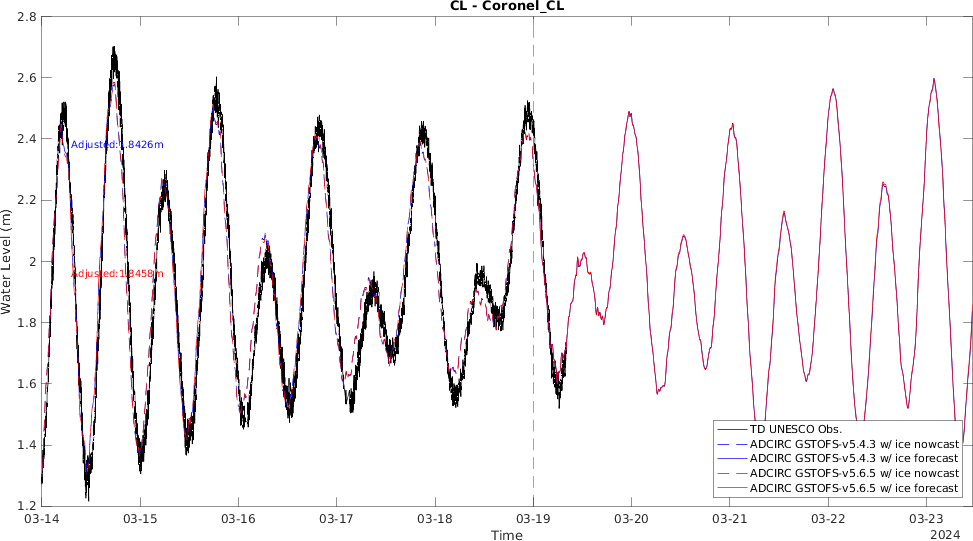 CL - Coronel_CL
2.8
2.6
2.4
2.2
2
1.8
1.6
1.4
1.2
Water Level (m)
Adjusted:1.8426m
Adjusted:1.8458m
TD UNESCO Obs.
ADCIRC GSTOFS-v5.4.3 w/ ice nowcast
ADCIRC GSTOFS-v5.4.3 w/ ice forecast
ADCIRC GSTOFS-v5.6.5 w/ ice nowcast
ADCIRC GSTOFS-v5.6.5 w/ ice forecast
03-14 03-15 03-16 03-17 03-18 03-19 03-20 03-21 03-22 03-23
Time
2024